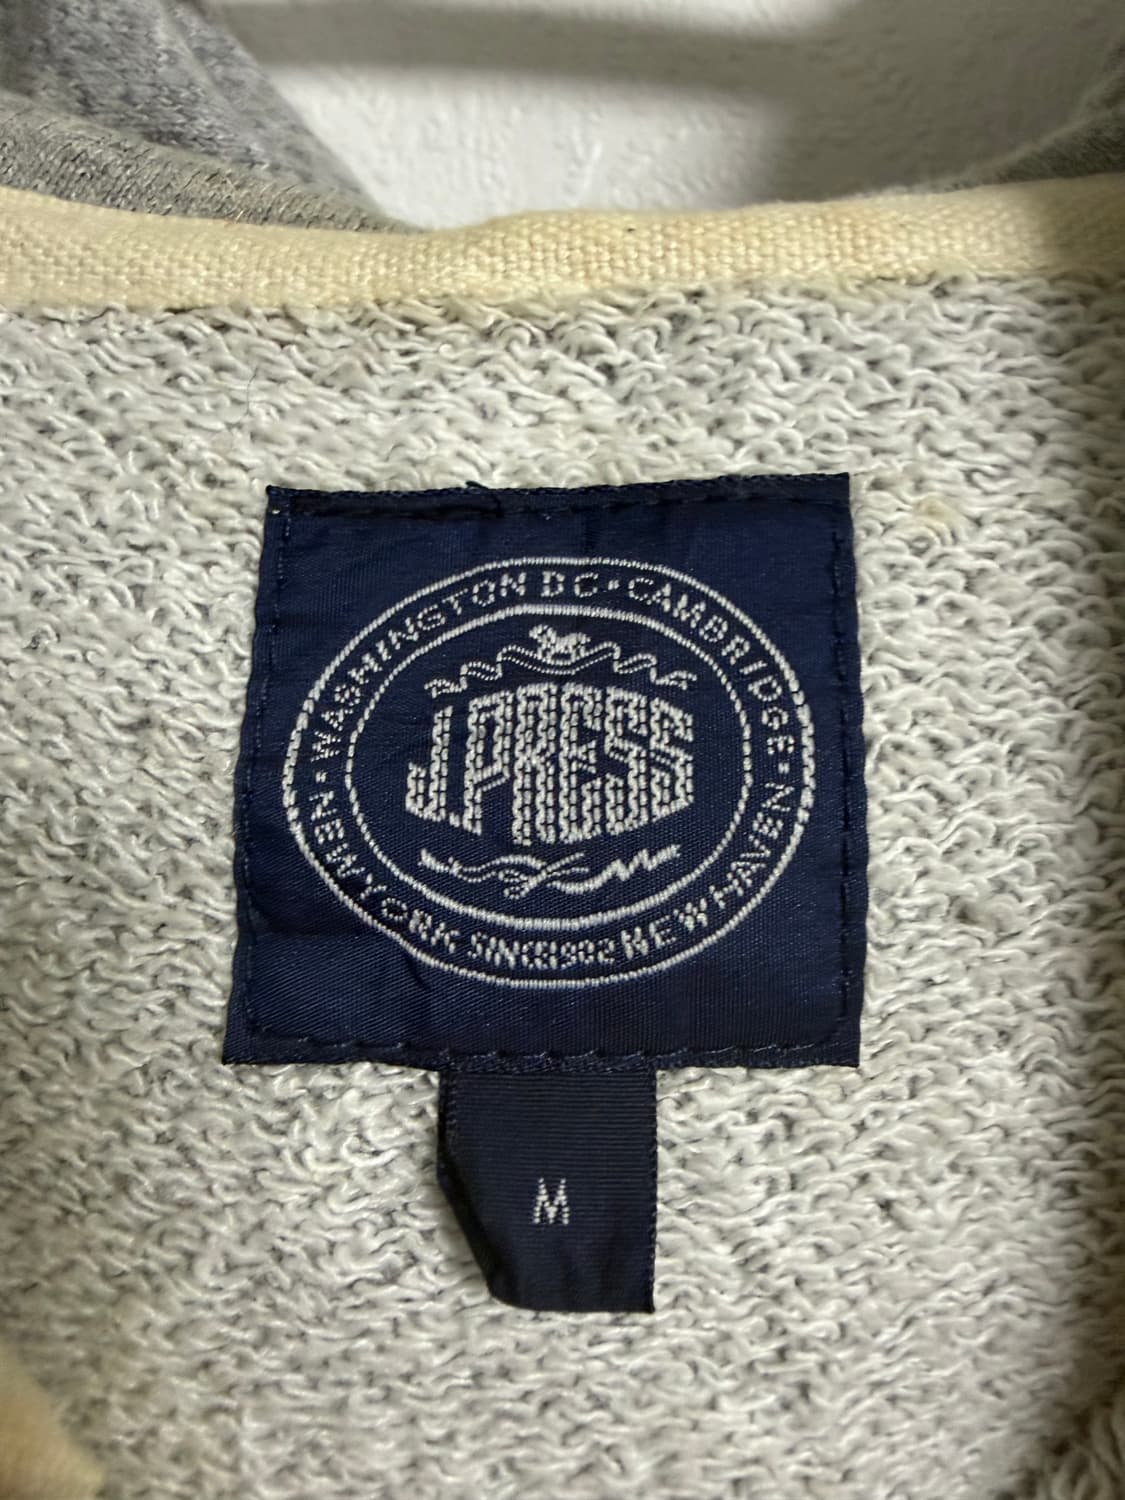 WASHINGTON DC • CAMBRIDGE • NEW HAVEN
J.PRESS
• NEW YORK SINCE 1902
M